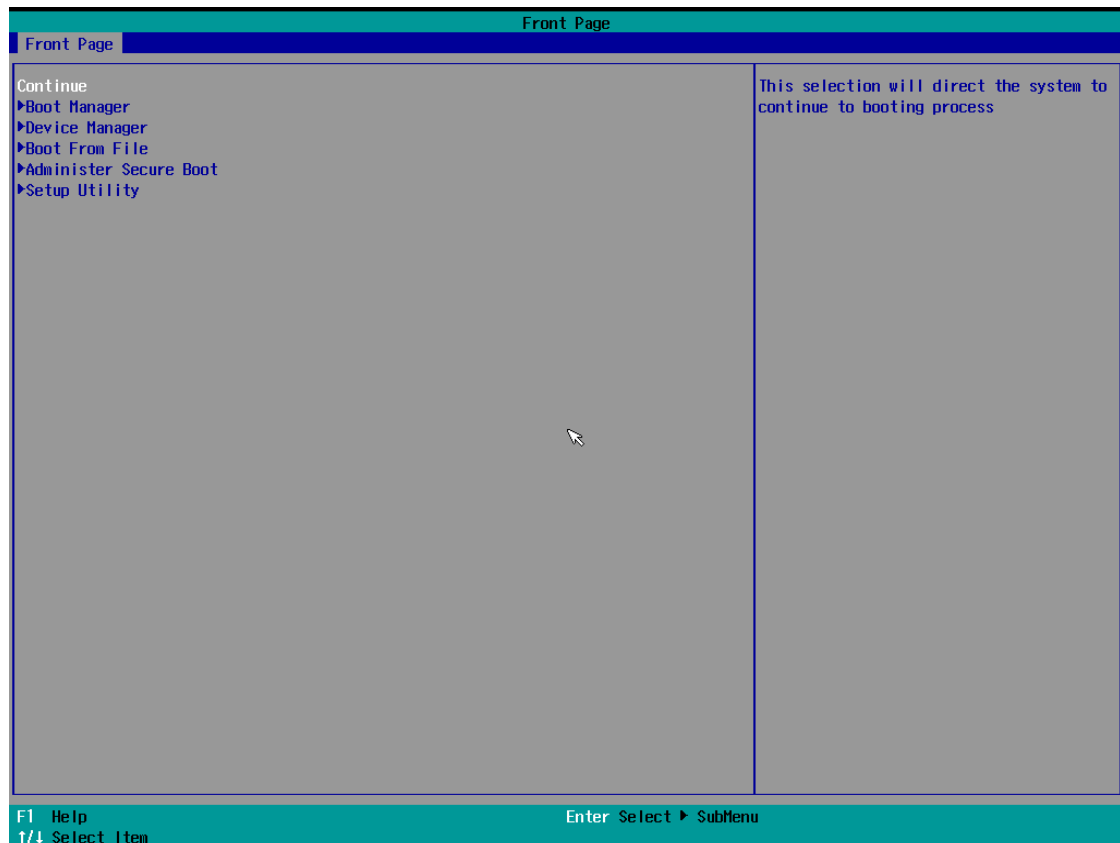 Front Page
Front Page
Continue
▶Boot Manager
▶Device Manager
▶Boot From File
▶Administer Secure Boot
▶Setup Utility
This selection will direct the system to
continue to booting process
F1 Help
Enter Select ▶ SubMenu
↑/↓ Select Item